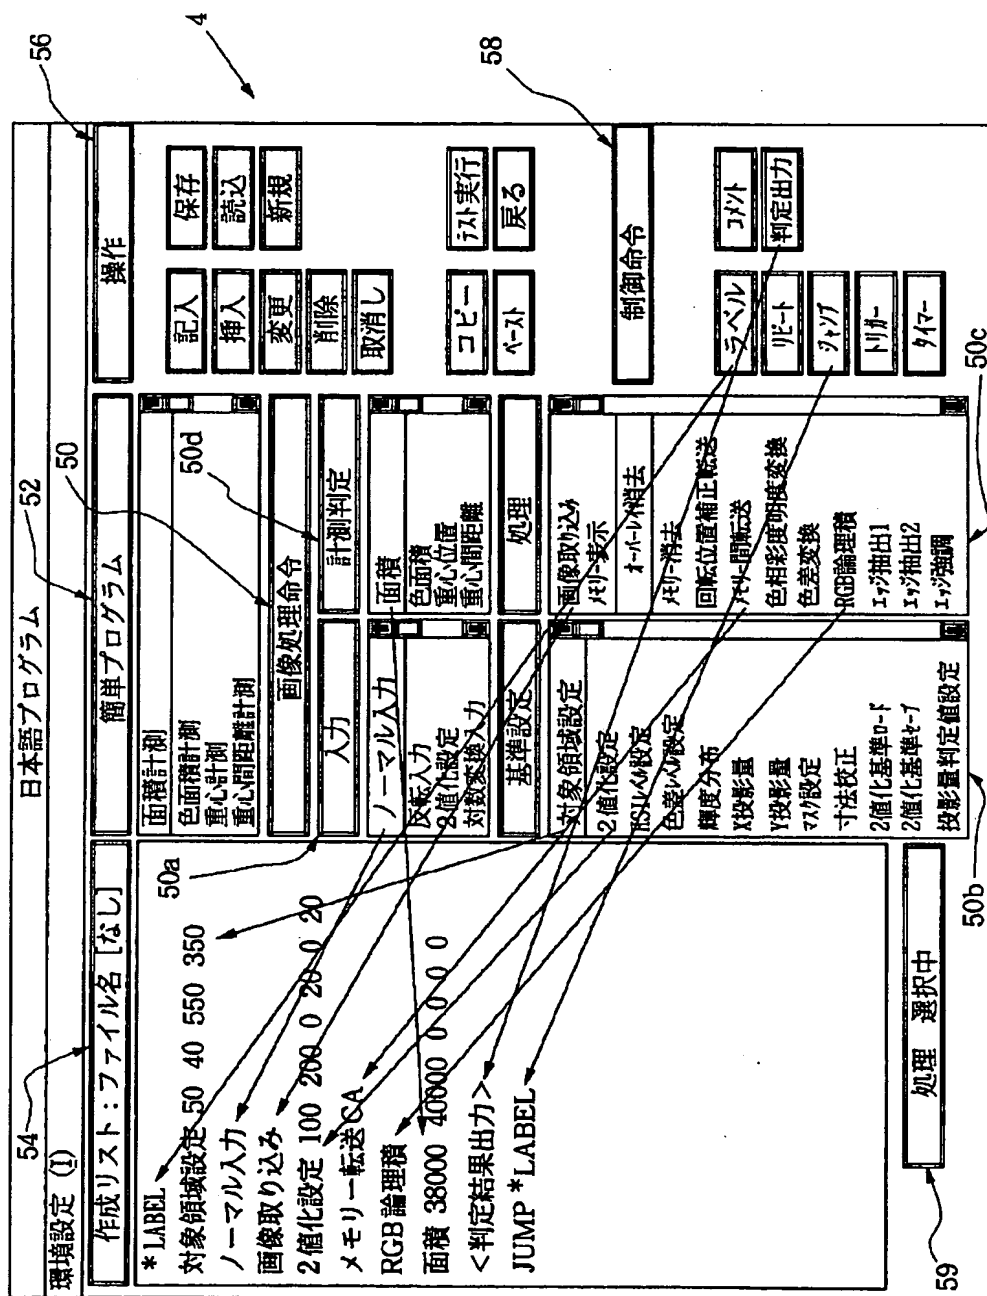 日本語プログラム
環境設定 (I)
54
作成リスト:ファイル名 [なし]
*LABEL
対象領域設定 50 40 550 350
ノーマル入力
画像取り込み
2値化設定 100 200 0 20 0 20
メモリー転送CA
RGB論理積
面積 38000 40000 0 0 0 0
<判定結果出力>
JUMP *LABEL
処理 選択中
59
52
簡単プログラム
面積計測
色面積計測
重心計測
重心間距離計測
50
画像処理命令
50a
入力
ノーマル入力
反転入力
2値化設定
対数変換入力
50d
計測判定
面積
色面積
重心位置
重心間距離
基準設定
対象領域設定
2値化設定
HSLレベル設定
色差レベル設定
輝度分布
X投影量
Y投影量
マスク設定
寸法校正
2値化基準ロード
2値化基準セーブ
投影量判定値設定
50b
処理
画像取り込み
メモリー表示
オーバーレイ消去
メモリー消去
回転位置補正転送
メモリー間転送
色相彩度明度変換
色差変換
RGB論理積
エッジ抽出1
エッジ抽出2
エッジ強調
50c
56
4
操作
記入
保存
挿入
読込
変更
新規
削除
取消し
コピー
テスト実行
ペースト
戻る
58
制御命令
ラベル
コメント
リピート
判定出力
ジャンプ
トリガー
タイマー